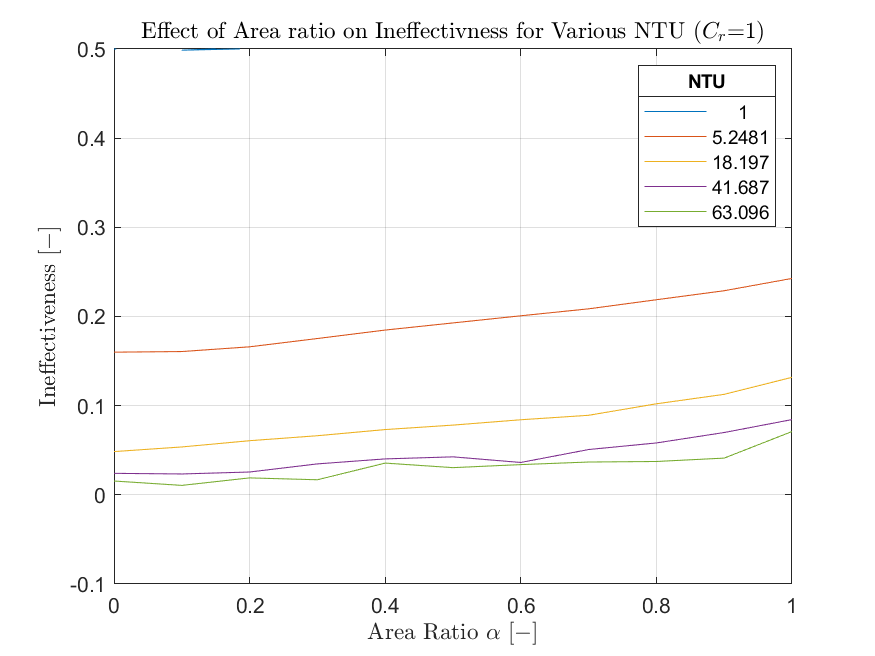 Effect of Area ratio on Ineffectivness for Various NTU (C_r=1)
0.5
0.4
0.3
0.2
0.1
0
-0.1
Ineffectiveness [−]
NTU
1
5.2481
18.197
41.687
63.096
0 0.2 0.4 0.6 0.8 1
Area Ratio α [−]